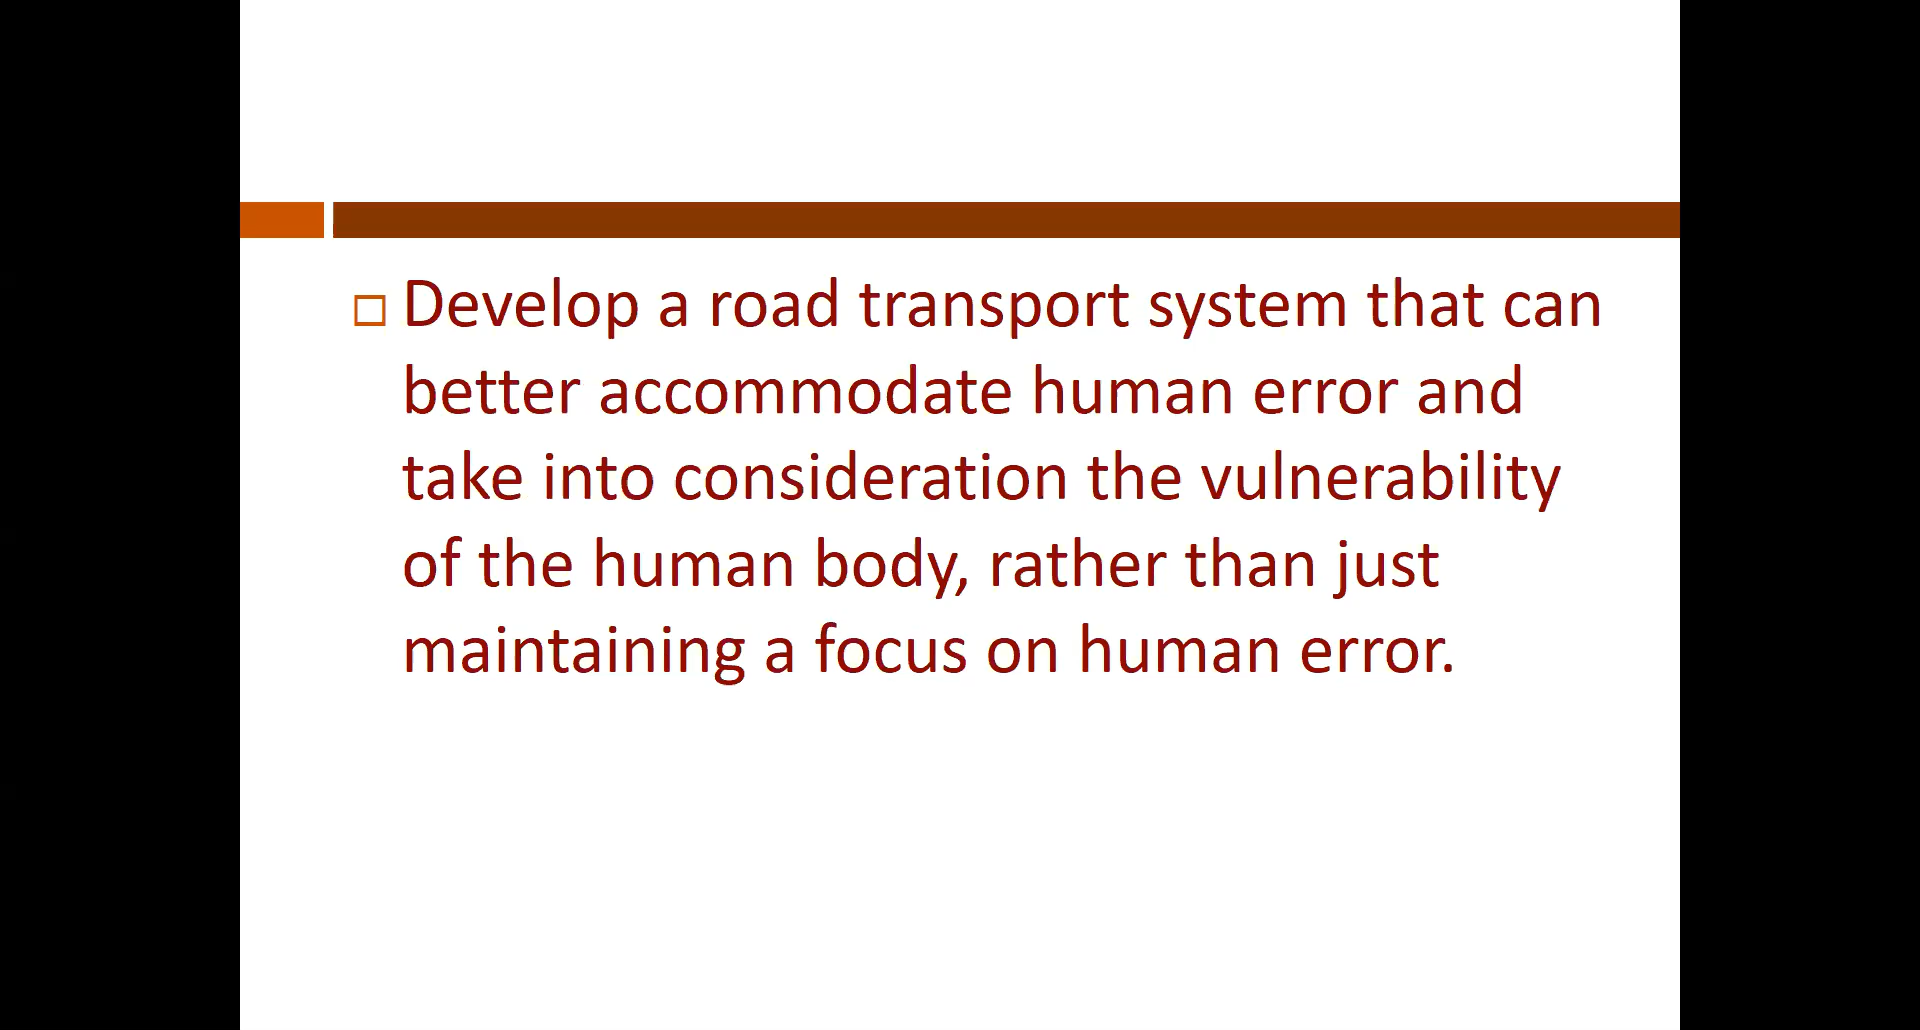 Develop a road transport system that can
better accommodate human error and
take into consideration the vulnerability
of the human body, rather than just
maintaining a focus on human error.